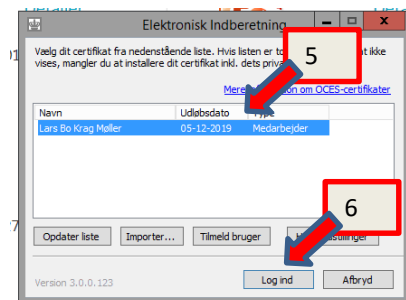 Elektronisk Indberetning
Vælg dit certifikat fra nedenstående liste. Hvis listen er to
t ikke
vises, mangler du at installere dit certifikat inkl. dets priva
5
Mere
on om OCES-certifikater
Navn Udløbsdato Type
Lars Bo Krag Møller 05-12-2019 Medarbejder
6
Opdater liste Importer... Tilmeld bruger
Version 3.0.0.123
Log ind Afbryd